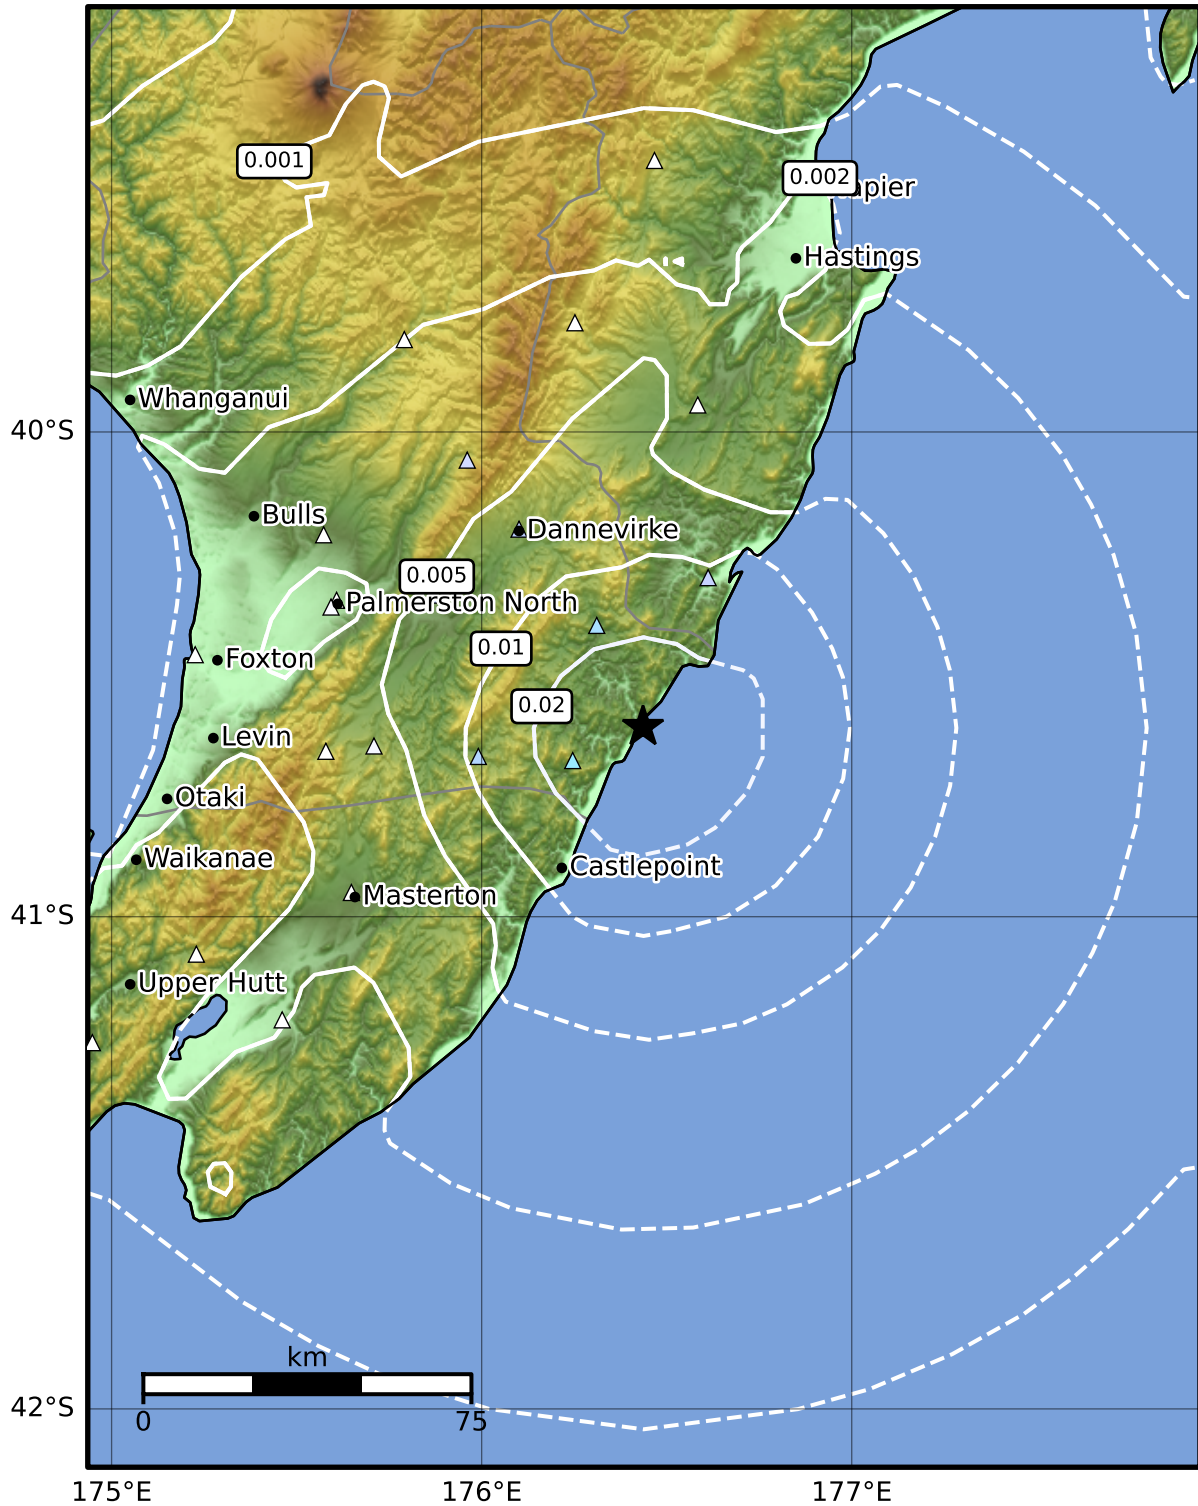 0.001
0.002
apier
Hastings
Whanganui
40°S
Bulls
Dannevirke
0.005
Palmerston North
0.01
Foxton
0.02
Levin
Otaki
Waikanae
Castlepoint
Masterton
41°S
Upper Hutt
km
0
75
42°S
175°E
176°E
177°E